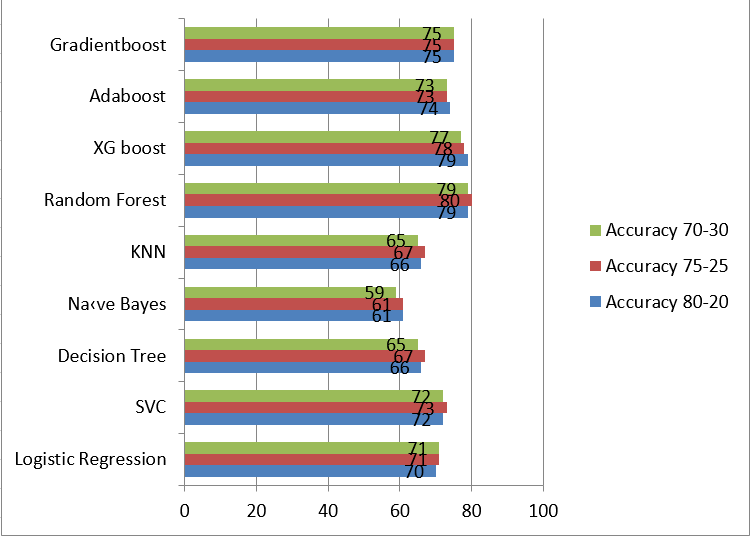 Gradientboost
75
75
75
Adaboost
73
73
74
XG boost
77
78
79
Random Forest
79
80
79
KNN
65
67
66
Na‹ve Bayes
59
61
61
Decision Tree
65
67
66
SVC
72
73
72
Logistic Regression
71
71
70
0 20 40 60 80 100
Accuracy 70-30
Accuracy 75-25
Accuracy 80-20